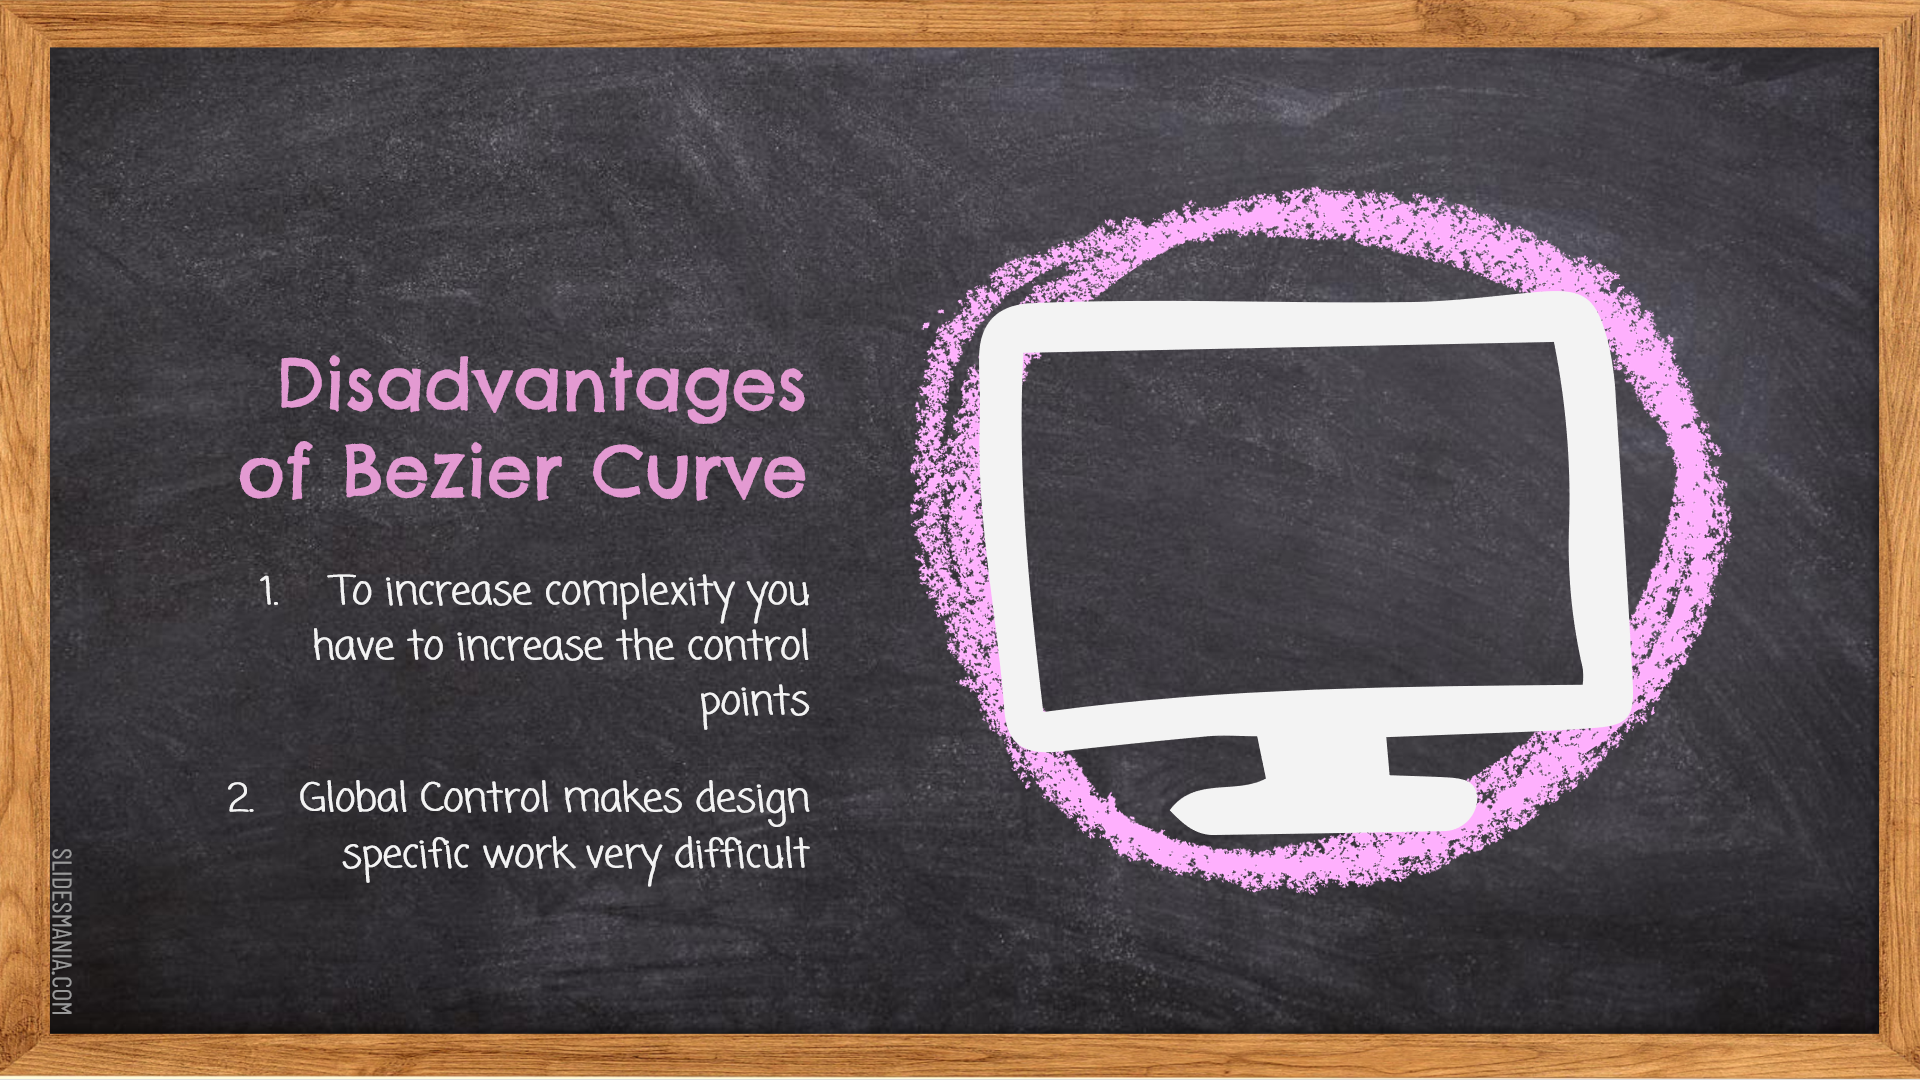 Disadvantages
of Bezier Curve
1. To increase complexity you
have to increase the control
points
2. Global Control makes design
specific work very difficult
SLIDESMANIA.COM